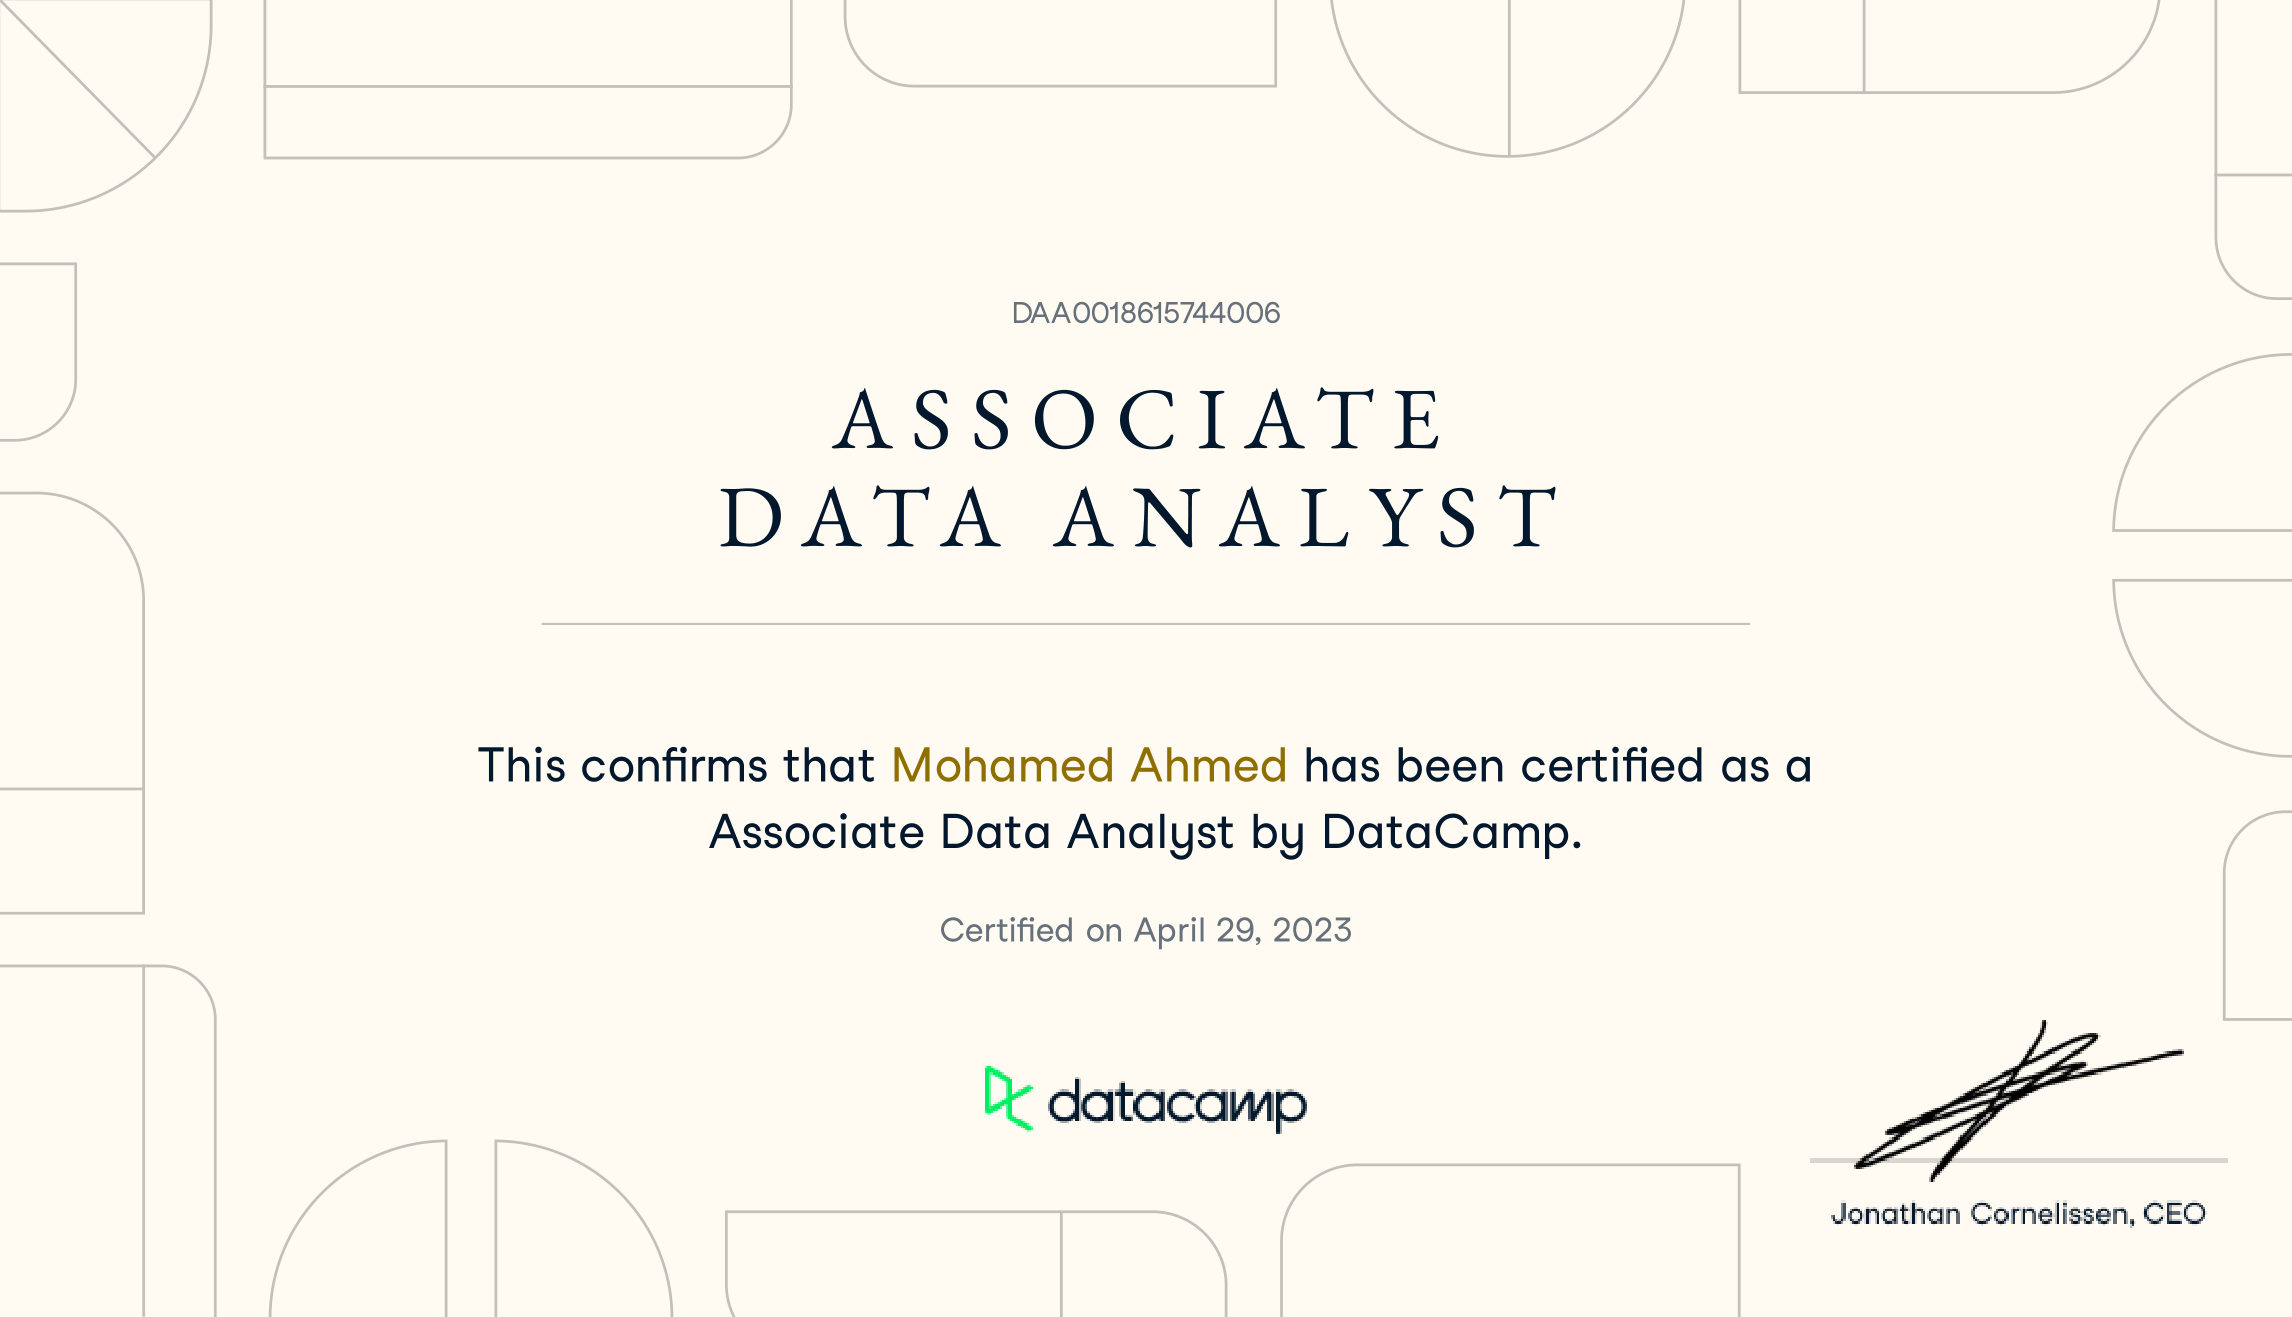 DAA0018615744006
ASSOCIATE
DATA ANALYST
This confirms that Mohamed Ahmed has been certified as a
Associate Data Analyst by DataCamp.
Certified on April 29, 2023
datacamp
Jonathan Cornelissen, CEO